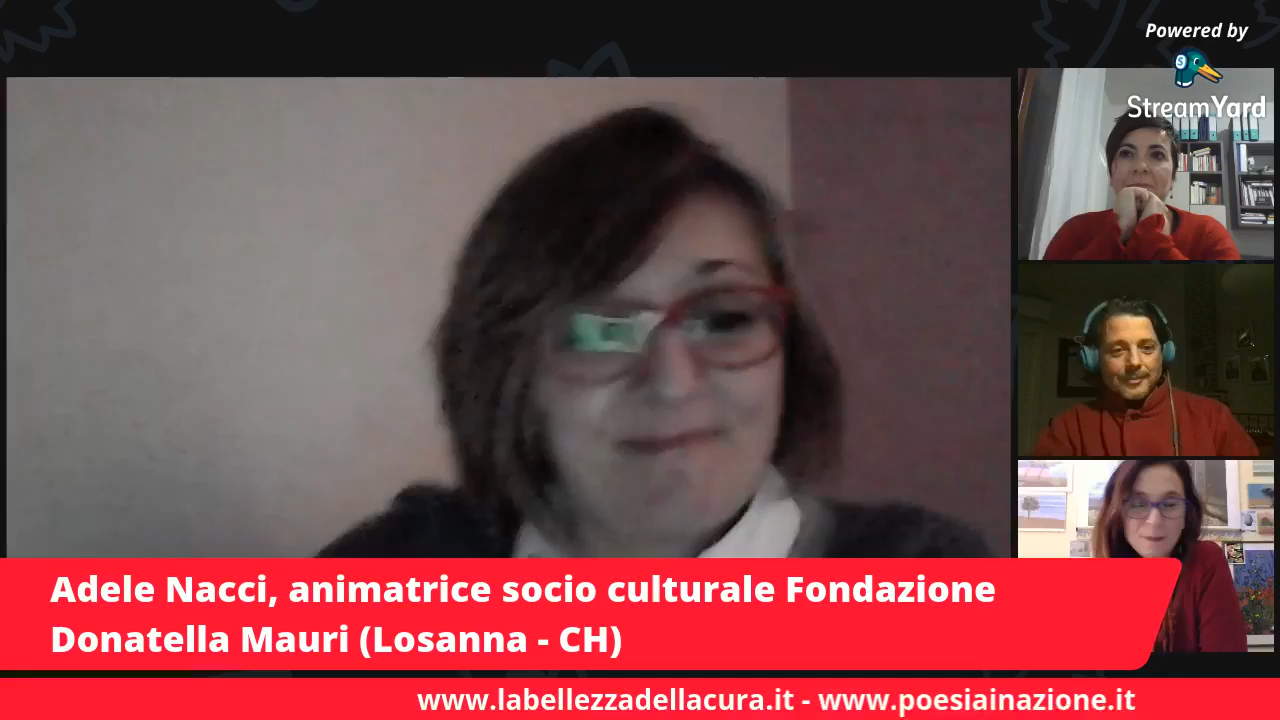 Powered by
StreamYard
Adele Nacci, animatrice socio culturale Fondazione
Donatella Mauri (Losanna - CH)
www.labellezzadellacura.it - www.poesiainazione.it